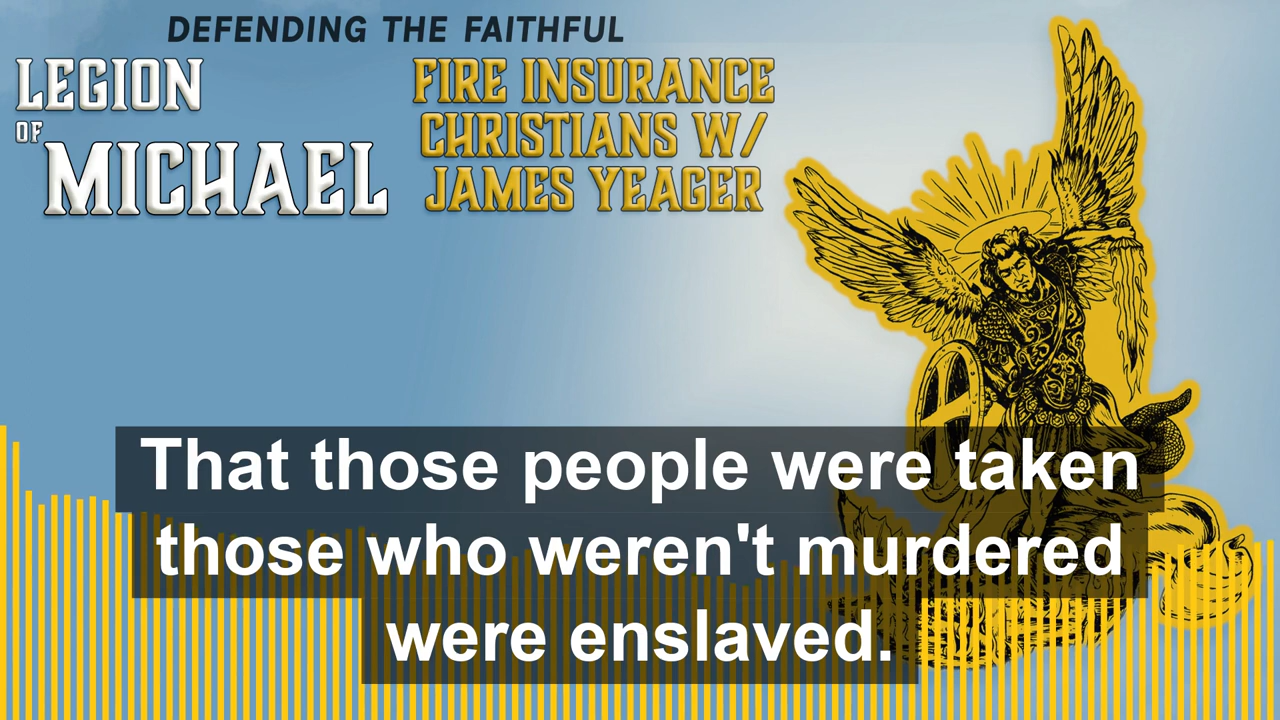 DEFENDING THE FAITHFUL
LEGION
OF
MICHAEL
FIRE INSURANCE
CHRISTIANS W/
JAMES YEAGER
That those people were taken
those who weren't murdered
were enslaved.